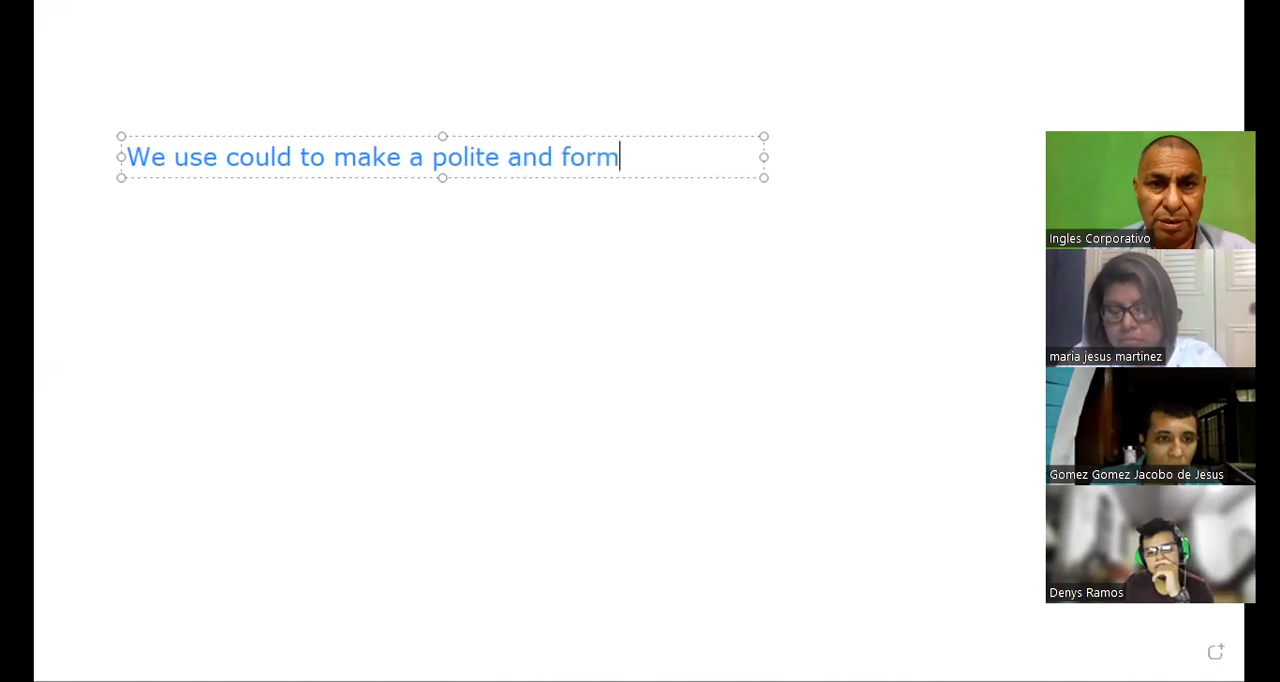 We use could to make a polite and form
Ingles Corporativo
maria jesus martinez
Gomez Gomez Jacobo de Jesus
Denys Ramos